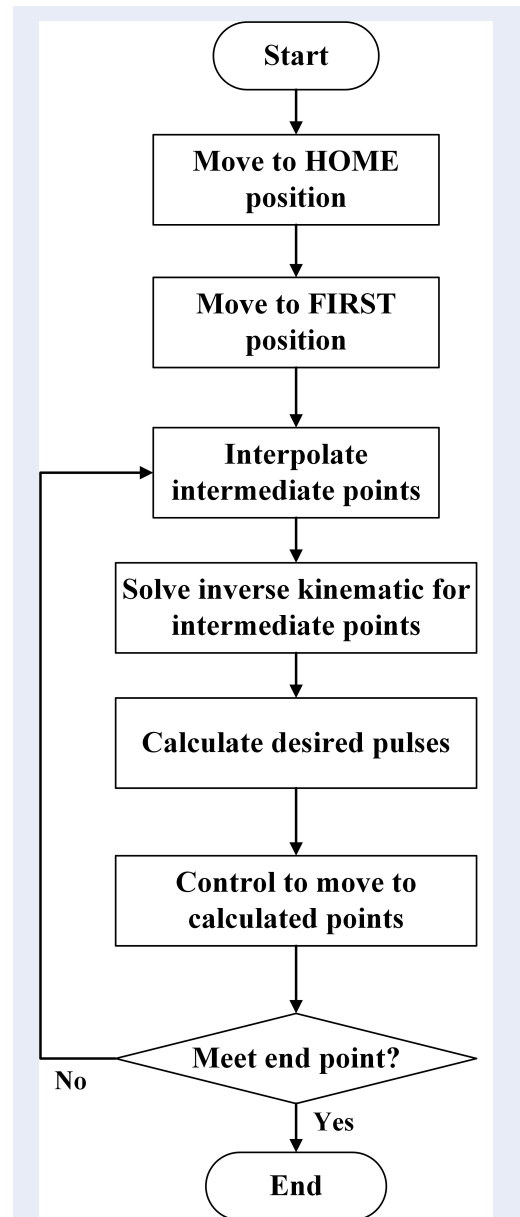 Start
Move to HOME
position
Move to FIRST
position
Interpolate
intermediate points
Solve inverse kinematic for
intermediate points
Calculate desired pulses
Control to move to
calculated points
Meet end point?
No
Yes
End